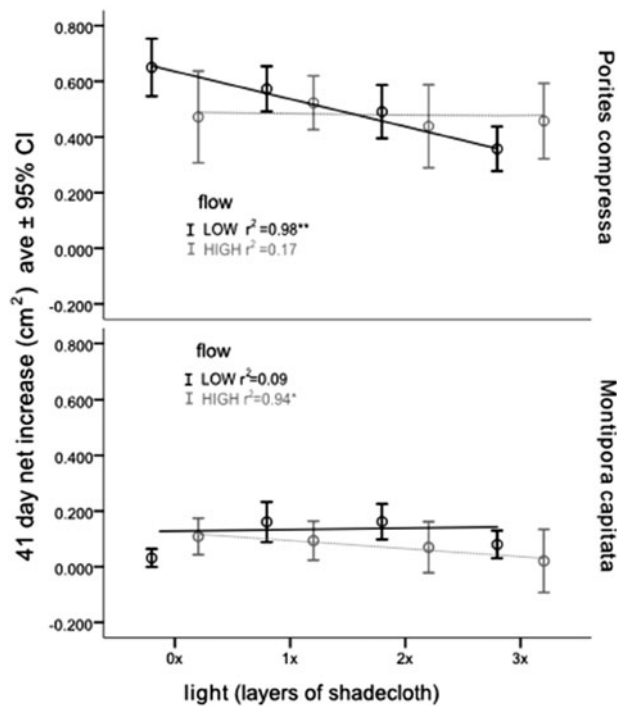 0.800
0.600
0.400
0.200
0.000
-0.200
flow
LOW r²=0.98**
HIGH r²=0.17
Porites compressa
41 day net increase (cm²) ave ± 95% CI
0.800
0.600
0.400
0.200
0.000
-0.200
flow
LOW r²=0.09
HIGH r²=0.94*
Montipora capitata
0x 1x 2x 3x
light (layers of shadecloth)